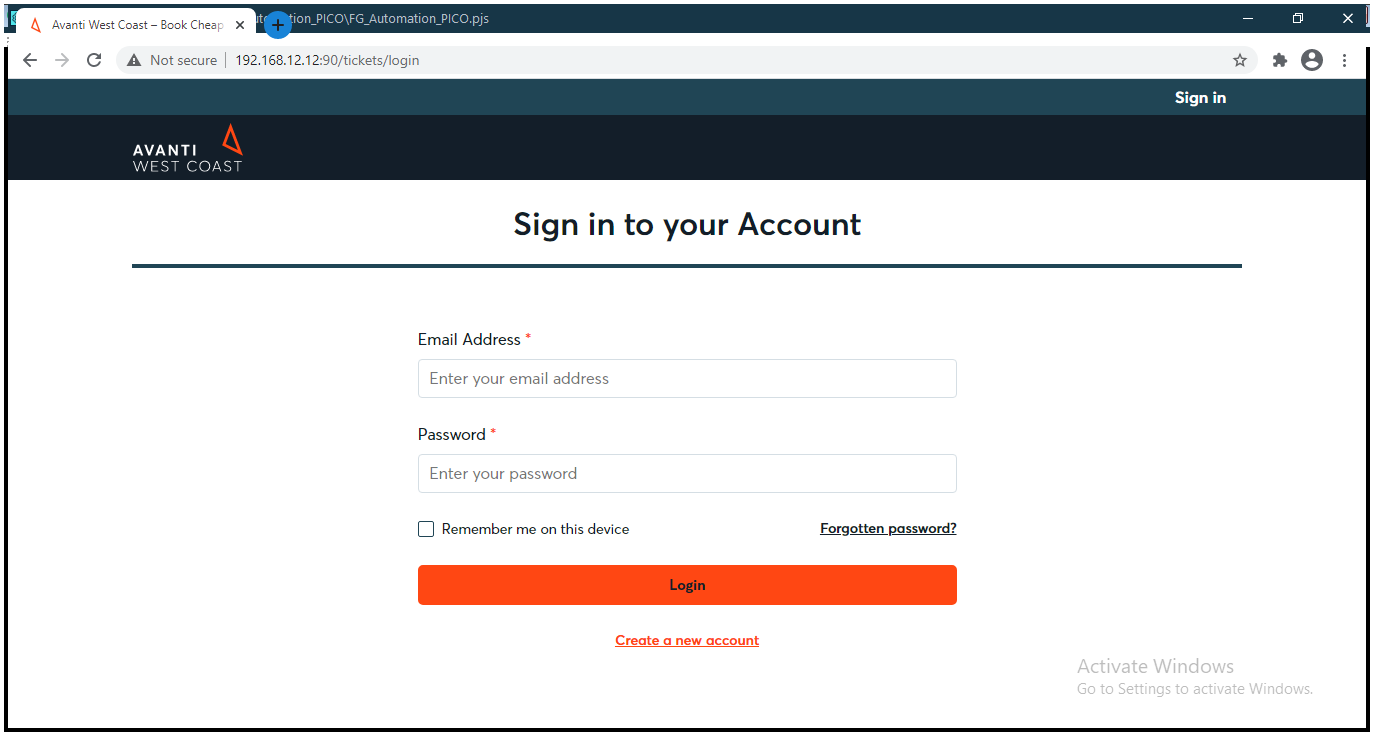 Avanti West Coast – Book Cheap
tomation_PICO\FG_Automation_PICO.pjs
Not secure
192.168.12.12:90/tickets/login
Sign in
AVANTI
WEST COAST
Sign in to your Account
Email Address *
Enter your email address
Password *
Enter your password
Remember me on this device
Forgotten password?
Login
Create a new account
Activate Windows
Go to Settings to activate Windows.